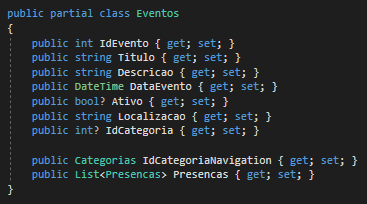 public partial class Eventos
{
public int IdEvento { get; set; }
public string Titulo { get; set; }
public string Descricao { get; set; }
public DateTime DataEvento { get; set; }
public bool? Ativo { get; set; }
public string Localizacao { get; set; }
public int? IdCategoria { get; set; }
public Categorias IdCategoriaNavigation { get; set; }
public List<Presencas> Presencas { get; set; }
}